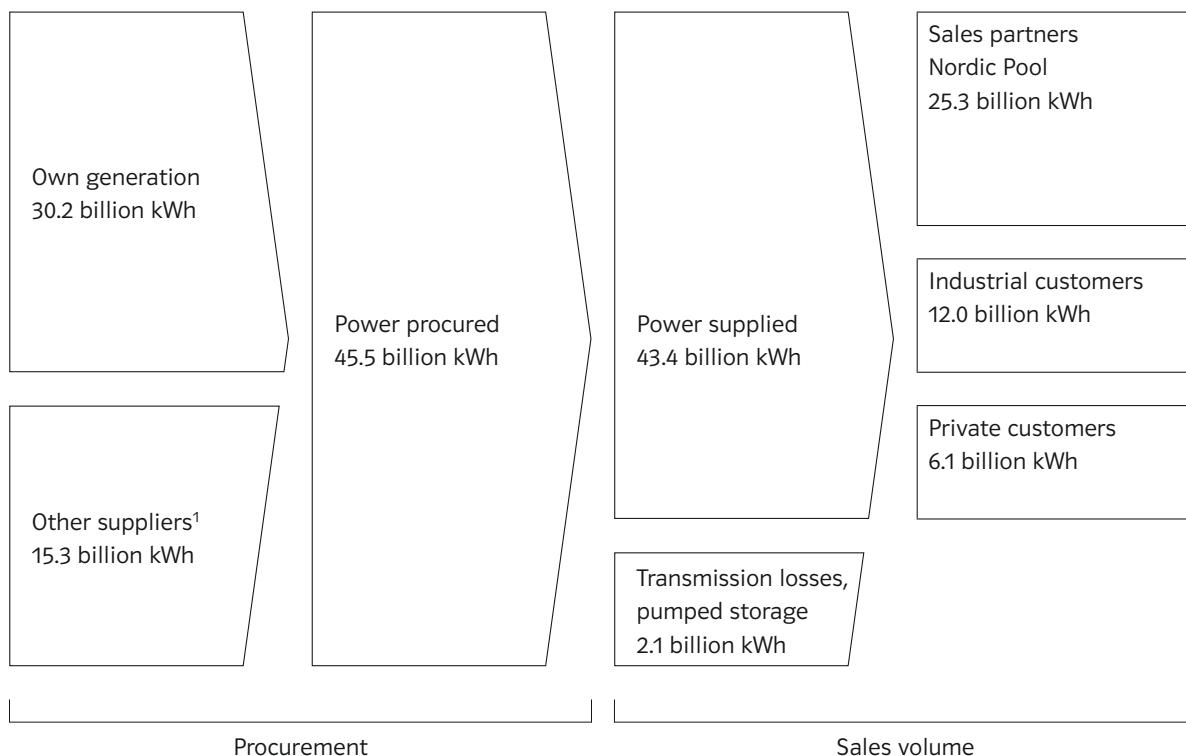 Own generation
30.2 billion kWh
Other suppliers¹
15.3 billion kWh
Power procured
45.5 billion kWh
Power supplied
43.4 billion kWh
Transmission losses,
pumped storage
2.1 billion kWh
Sales partners
Nordic Pool
25.3 billion kWh
Industrial customers
12.0 billion kWh
Private customers
6.1 billion kWh
Procurement
Sales volume